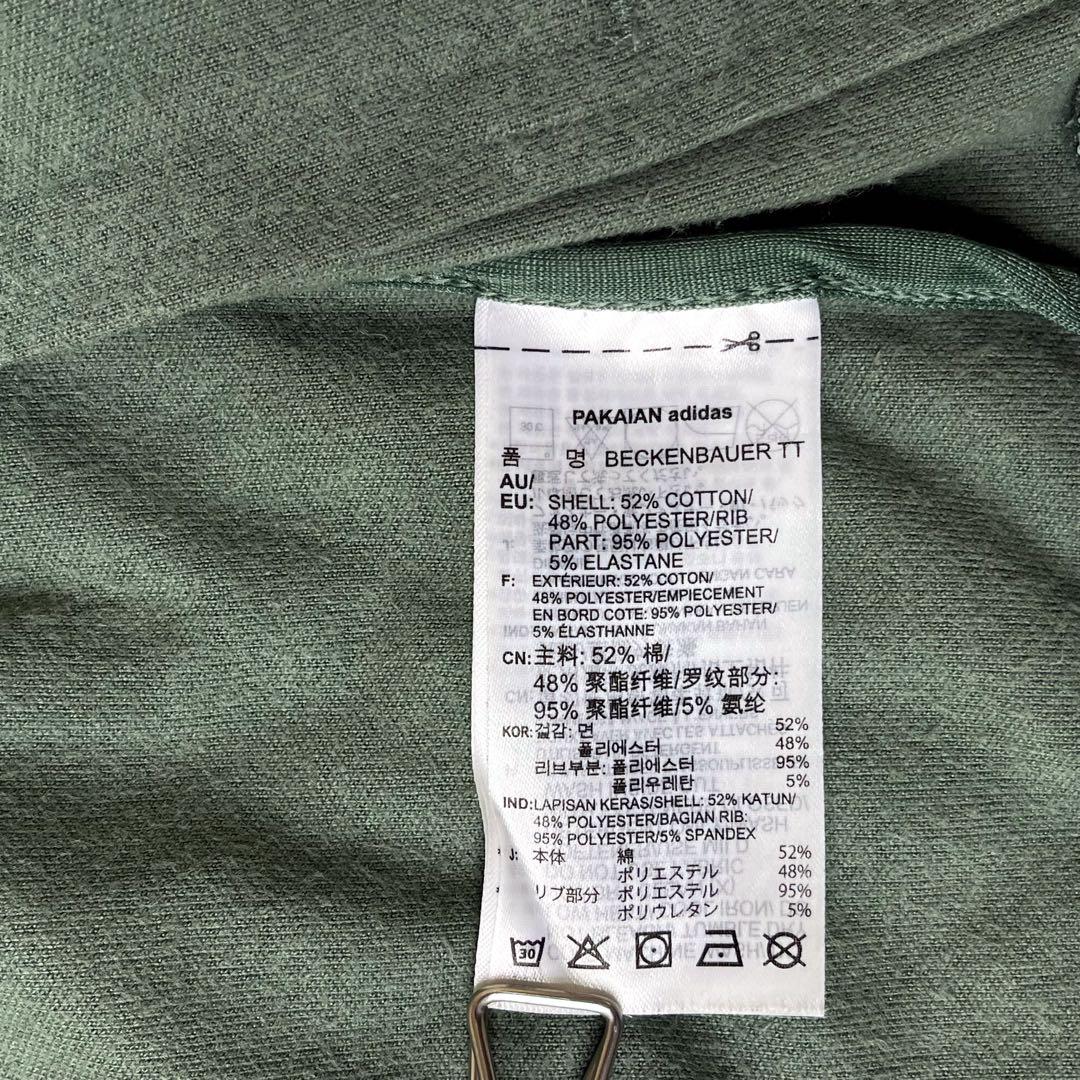 PAKAIAN adidas
품 명 BECKENBAUER TT
AU/
EU: SHELL: 52% COTTON/
48% POLYESTER/RIB
PART: 95% POLYESTER/
5% ELASTANE
F: EXTÉRIEUR: 52% COTON/
48% POLYESTER/EMPIECEMENT
EN BORD COTE: 95% POLYESTER/
5% ÉLASTHANNE
CN: 主料: 52% 棉/
48% 聚酯纤维/罗纹部分:
95% 聚酯纤维/5% 氨纶
KOR: 겉감: 면 52%
폴리에스터 48%
리브부분: 폴리에스터 95%
폴리우레탄 5%
IND: LAPISAN KERAS/SHELL: 52% KATUN/
48% POLYESTER/BAGIAN RIB:
95% POLYESTER/5% SPANDEX
* J: 本体 綿 52%
ポリエステル 48%
* リブ部分 ポリエステル 95%
ポリウレタン 5%
30